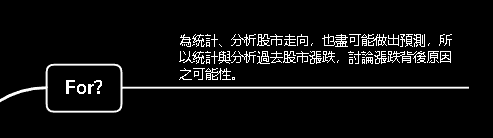 為統計、分析股市走向，也盡可能做出預測，所
以統計與分析過去股市漲跌，討論漲跌背後原因
之可能性。
For?